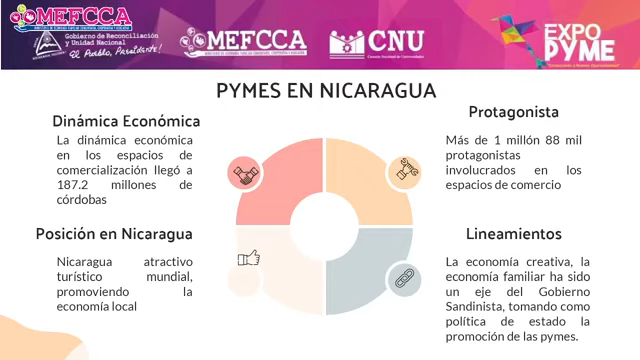 MEFCCA
Gobierno de Reconciliación
y Unidad Nacional
El Pueblo, Presidente!
MEFCCA
CNU
Consejo Nacional de Universidades
EXPO
PYME
PYMES EN NICARAGUA
Dinámica Económica
La dinámica económica
en los espacios de
comercialización llegó a
187.2 millones de
córdobas
Protagonista
Más de 1 millón 88 mil
protagonistas
involucrados en los
espacios de comercio
Posición en Nicaragua
Nicaragua atractivo
turístico mundial,
promoviendo la
economía local
Lineamientos
La economía creativa, la
economía familiar ha sido
un eje del Gobierno
Sandinista, tomando como
política de estado la
promoción de las pymes.